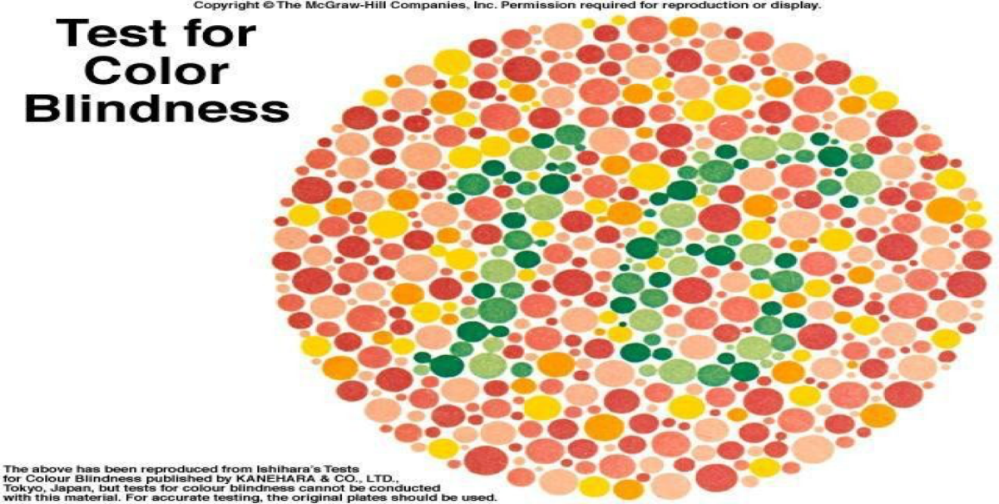 Copyright © The McGraw-Hill Companies, Inc. Permission required for reproduction or display.
Test for
Color
Blindness
16
The above has been reproduced from Ishihara's Tests
for Colour Blindness published by KANEHARA & CO., LTD.,
Tokyo, Japan, but tests for colour blindness cannot be conducted
with this material. For accurate testing, the original plates should be used.